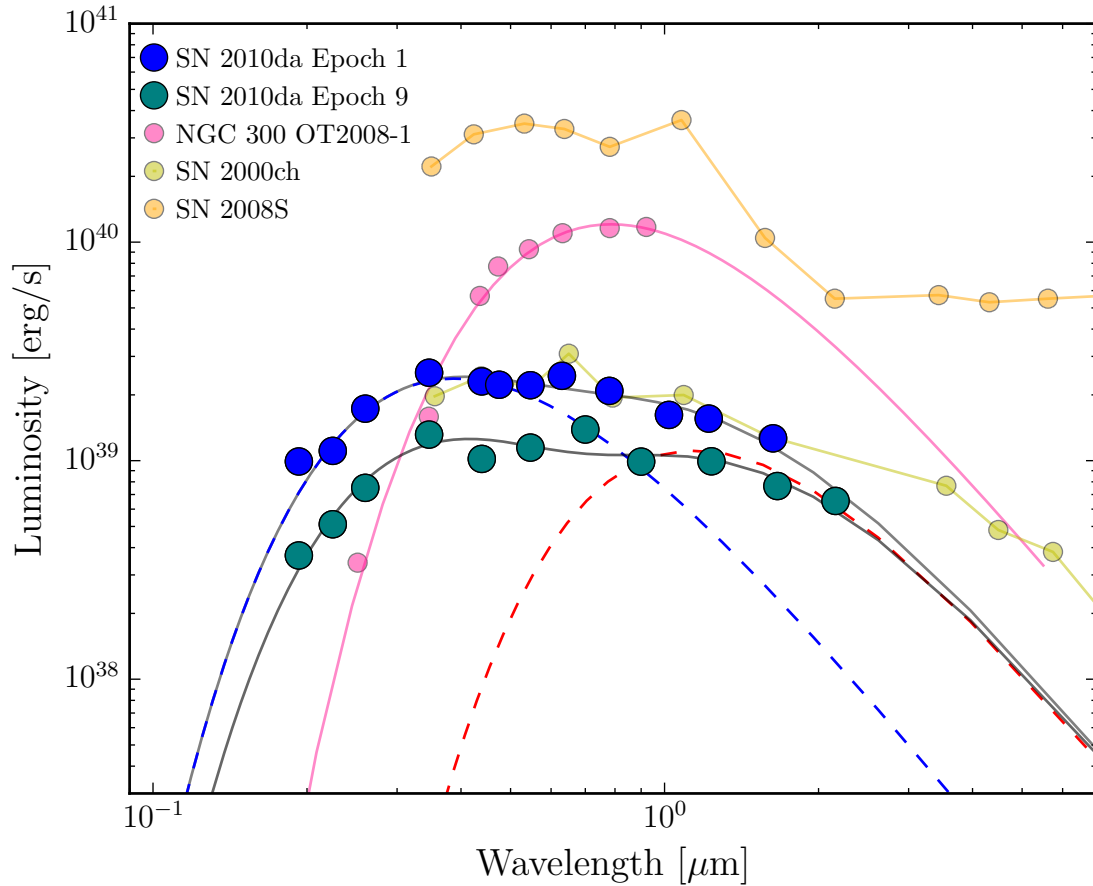 10^41
SN 2010da Epoch 1
SN 2010da Epoch 9
NGC 300 OT2008-1
SN 2000ch
SN 2008S
10^40
10^39
10^38
Luminosity [erg/s]
10^−1
10^0
Wavelength [μm]